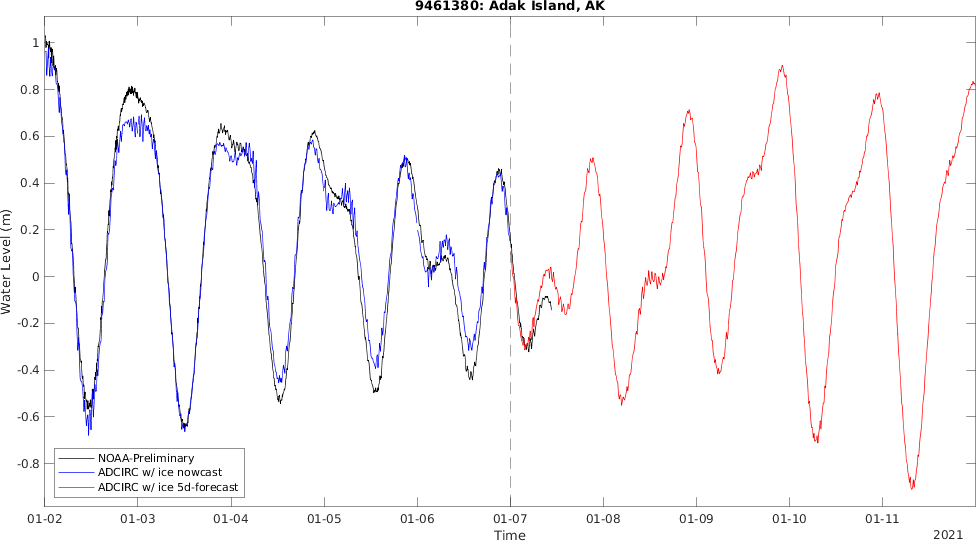 9461380: Adak Island, AK
Water Level (m)
1
0.8
0.6
0.4
0.2
0
-0.2
-0.4
-0.6
-0.8
NOAA-Preliminary
ADCIRC w/ ice nowcast
ADCIRC w/ ice 5d-forecast
01-02 01-03 01-04 01-05 01-06 01-07 01-08 01-09 01-10 01-11
Time
2021